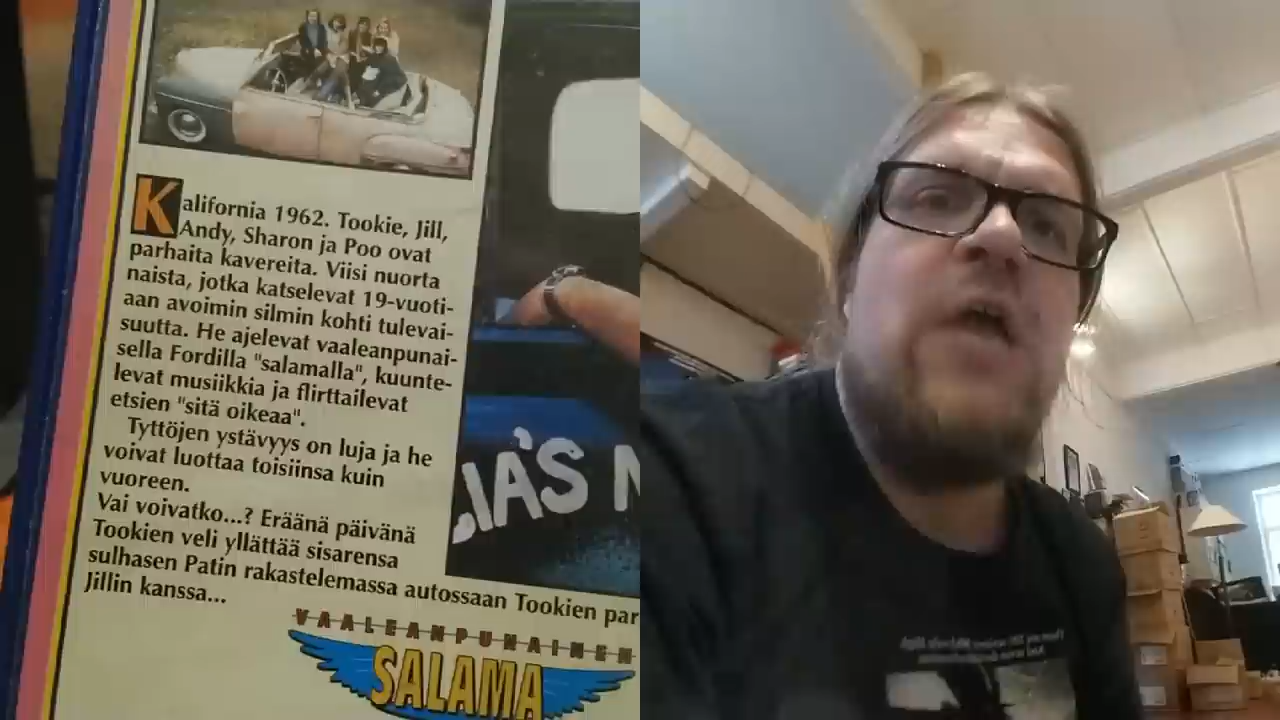 Kalifornia 1962. Tookie, Jill,
Andy, Sharon ja Poo ovat
parhaita kavereita. Viisi nuorta
naista, jotka katselevat 19-vuoti-
aan avoimin silmin kohti tulevai-
suutta. He ajelevat vaaleanpunai-
sella Fordilla "salamalla", kuunte-
levat musiikkia ja flirttailevat
etsien "sitä oikeaa".
Tyttöjen ystävyys on luja ja he
voivat luottaa toisiinsa kuin
vuoreen.
Vai voivatko...? Eräänä päivänä
Tookien veli yllättää sisarensa
sulhasen Patin rakastelemassa autossaan Tookien par
Jillin kanssa...
VAALEANPUNAINEN
SALAMA
IA'S